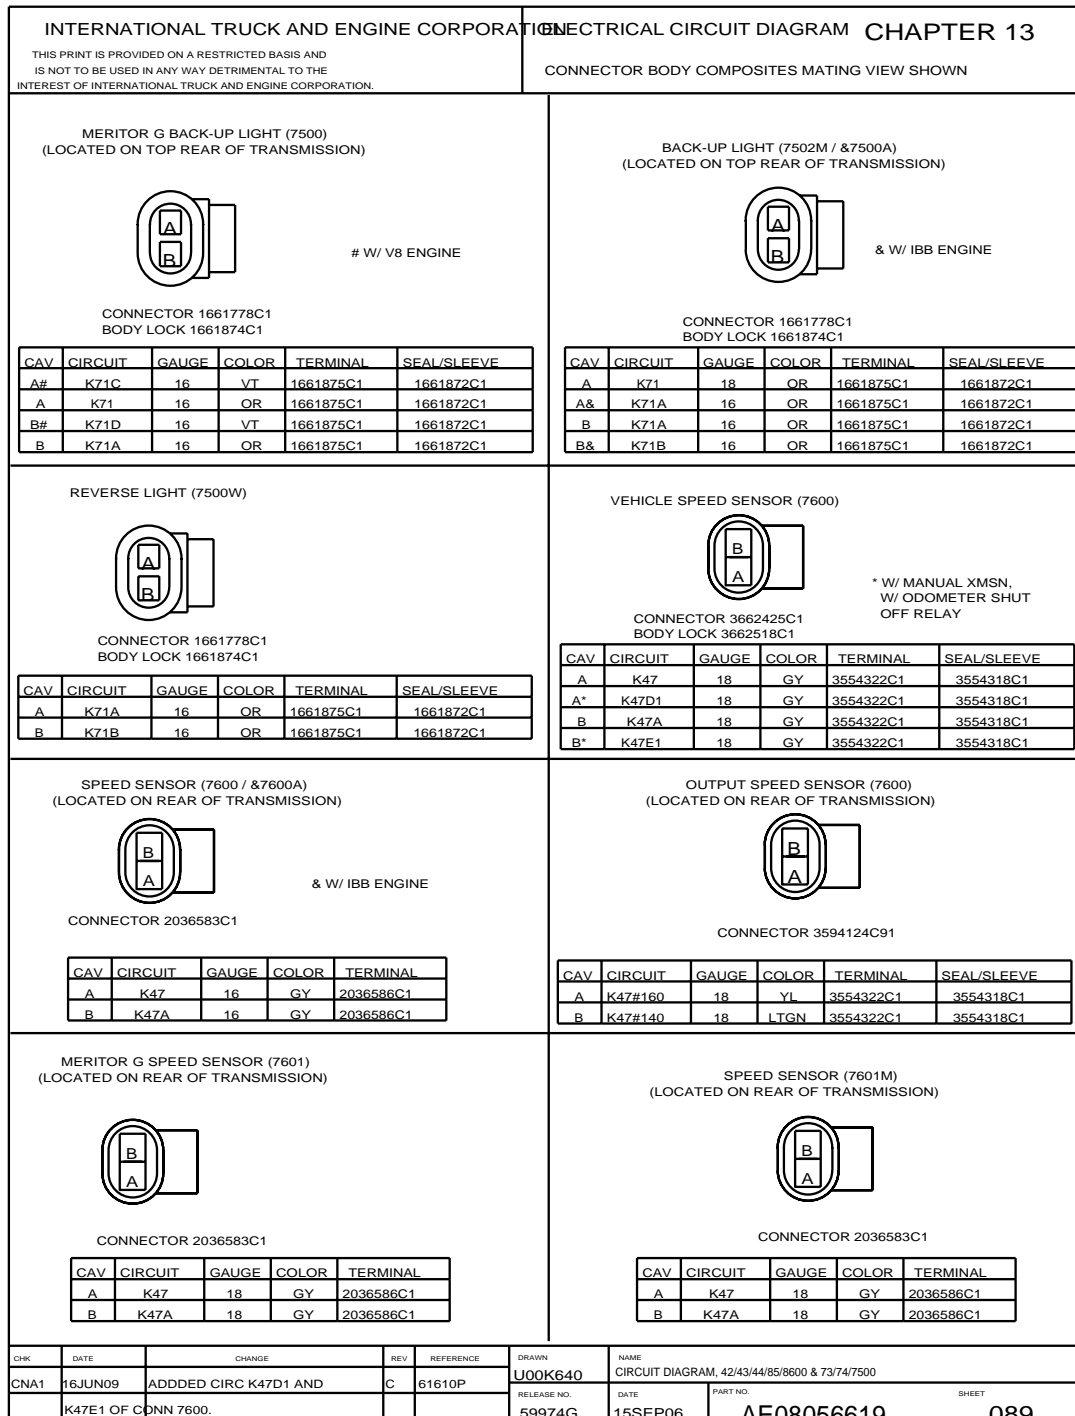 INTERNATIONAL TRUCK AND ENGINE CORPORATION
THIS PRINT IS PROVIDED ON A RESTRICTED BASIS AND
IS NOT TO BE USED IN ANY WAY DETRIMENTAL TO THE
INTEREST OF INTERNATIONAL TRUCK AND ENGINE CORPORATION.
ELECTRICAL CIRCUIT DIAGRAM CHAPTER 13
CONNECTOR BODY COMPOSITES MATING VIEW SHOWN
MERITOR G BACK-UP LIGHT (7500)
(LOCATED ON TOP REAR OF TRANSMISSION)
A
B
# W/ V8 ENGINE
CONNECTOR 1661778C1
BODY LOCK 1661874C1
CAV CIRCUIT GAUGE COLOR TERMINAL SEAL/SLEEVE
A# K71C 16 VT 1661875C1 1661872C1
A K71 16 OR 1661875C1 1661872C1
B# K71D 16 VT 1661875C1 1661872C1
B K71A 16 OR 1661875C1 1661872C1
BACK-UP LIGHT (7502M / &7500A)
(LOCATED ON TOP REAR OF TRANSMISSION)
A
B
& W/ IBB ENGINE
CONNECTOR 1661778C1
BODY LOCK 1661874C1
CAV CIRCUIT GAUGE COLOR TERMINAL SEAL/SLEEVE
A K71 18 OR 1661875C1 1661872C1
A& K71A 16 OR 1661875C1 1661872C1
B K71A 16 OR 1661875C1 1661872C1
B& K71B 16 OR 1661875C1 1661872C1
REVERSE LIGHT (7500W)
A
B
CONNECTOR 1661778C1
BODY LOCK 1661874C1
CAV CIRCUIT GAUGE COLOR TERMINAL SEAL/SLEEVE
A K71A 16 OR 1661875C1 1661872C1
B K71B 16 OR 1661875C1 1661872C1
VEHICLE SPEED SENSOR (7600)
B
A
* W/ MANUAL XMSN,
W/ ODOMETER SHUT
OFF RELAY
CONNECTOR 3662425C1
BODY LOCK 3662518C1
CAV CIRCUIT GAUGE COLOR TERMINAL SEAL/SLEEVE
A K47 18 GY 3554322C1 3554318C1
A* K47D1 18 GY 3554322C1 3554318C1
B K47A 18 GY 3554322C1 3554318C1
B* K47E1 18 GY 3554322C1 3554318C1
SPEED SENSOR (7600 / &7600A)
(LOCATED ON REAR OF TRANSMISSION)
B
A
& W/ IBB ENGINE
CONNECTOR 2036583C1
CAV CIRCUIT GAUGE COLOR TERMINAL
A K47 16 GY 2036586C1
B K47A 16 GY 2036586C1
OUTPUT SPEED SENSOR (7600)
(LOCATED ON REAR OF TRANSMISSION)
B
A
CONNECTOR 3594124C91
CAV CIRCUIT GAUGE COLOR TERMINAL SEAL/SLEEVE
A K47#160 18 YL 3554322C1 3554318C1
B K47#140 18 LTGN 3554322C1 3554318C1
MERITOR G SPEED SENSOR (7601)
(LOCATED ON REAR OF TRANSMISSION)
B
A
CONNECTOR 2036583C1
CAV CIRCUIT GAUGE COLOR TERMINAL
A K47 18 GY 2036586C1
B K47A 18 GY 2036586C1
SPEED SENSOR (7601M)
(LOCATED ON REAR OF TRANSMISSION)
B
A
CONNECTOR 2036583C1
CAV CIRCUIT GAUGE COLOR TERMINAL
A K47 18 GY 2036586C1
B K47A 18 GY 2036586C1
CHK DATE CHANGE REV REFERENCE
CNA1 16JUN09 ADDDED CIRC K47D1 AND C 61610P
K47E1 OF CONN 7600.
DRAWN
U00K640
NAME
CIRCUIT DIAGRAM, 42/43/44/85/8600 & 73/74/7500
RELEASE NO.
59974G
DATE
15SEP06
PART NO.
AE08056619
SHEET
089